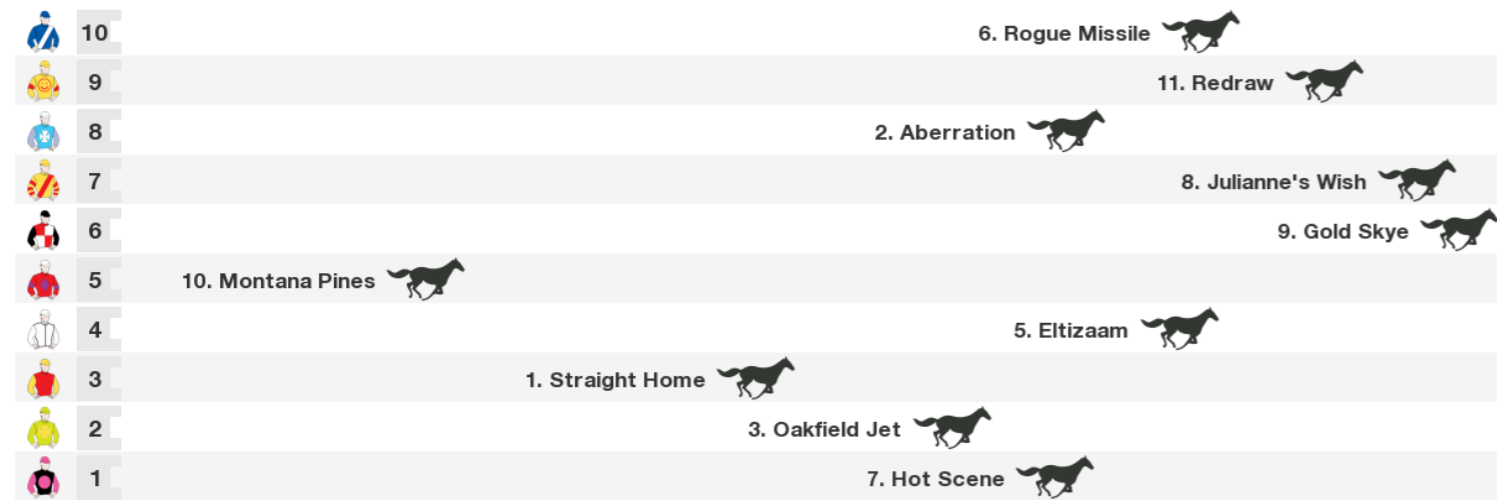 10 6. Rogue Missile
9 11. Redraw
8 2. Aberration
7 8. Julianne's Wish
6 9. Gold Skye
5 10. Montana Pines
4 5. Eltizaam
3 1. Straight Home
2 3. Oakfield Jet
1 7. Hot Scene